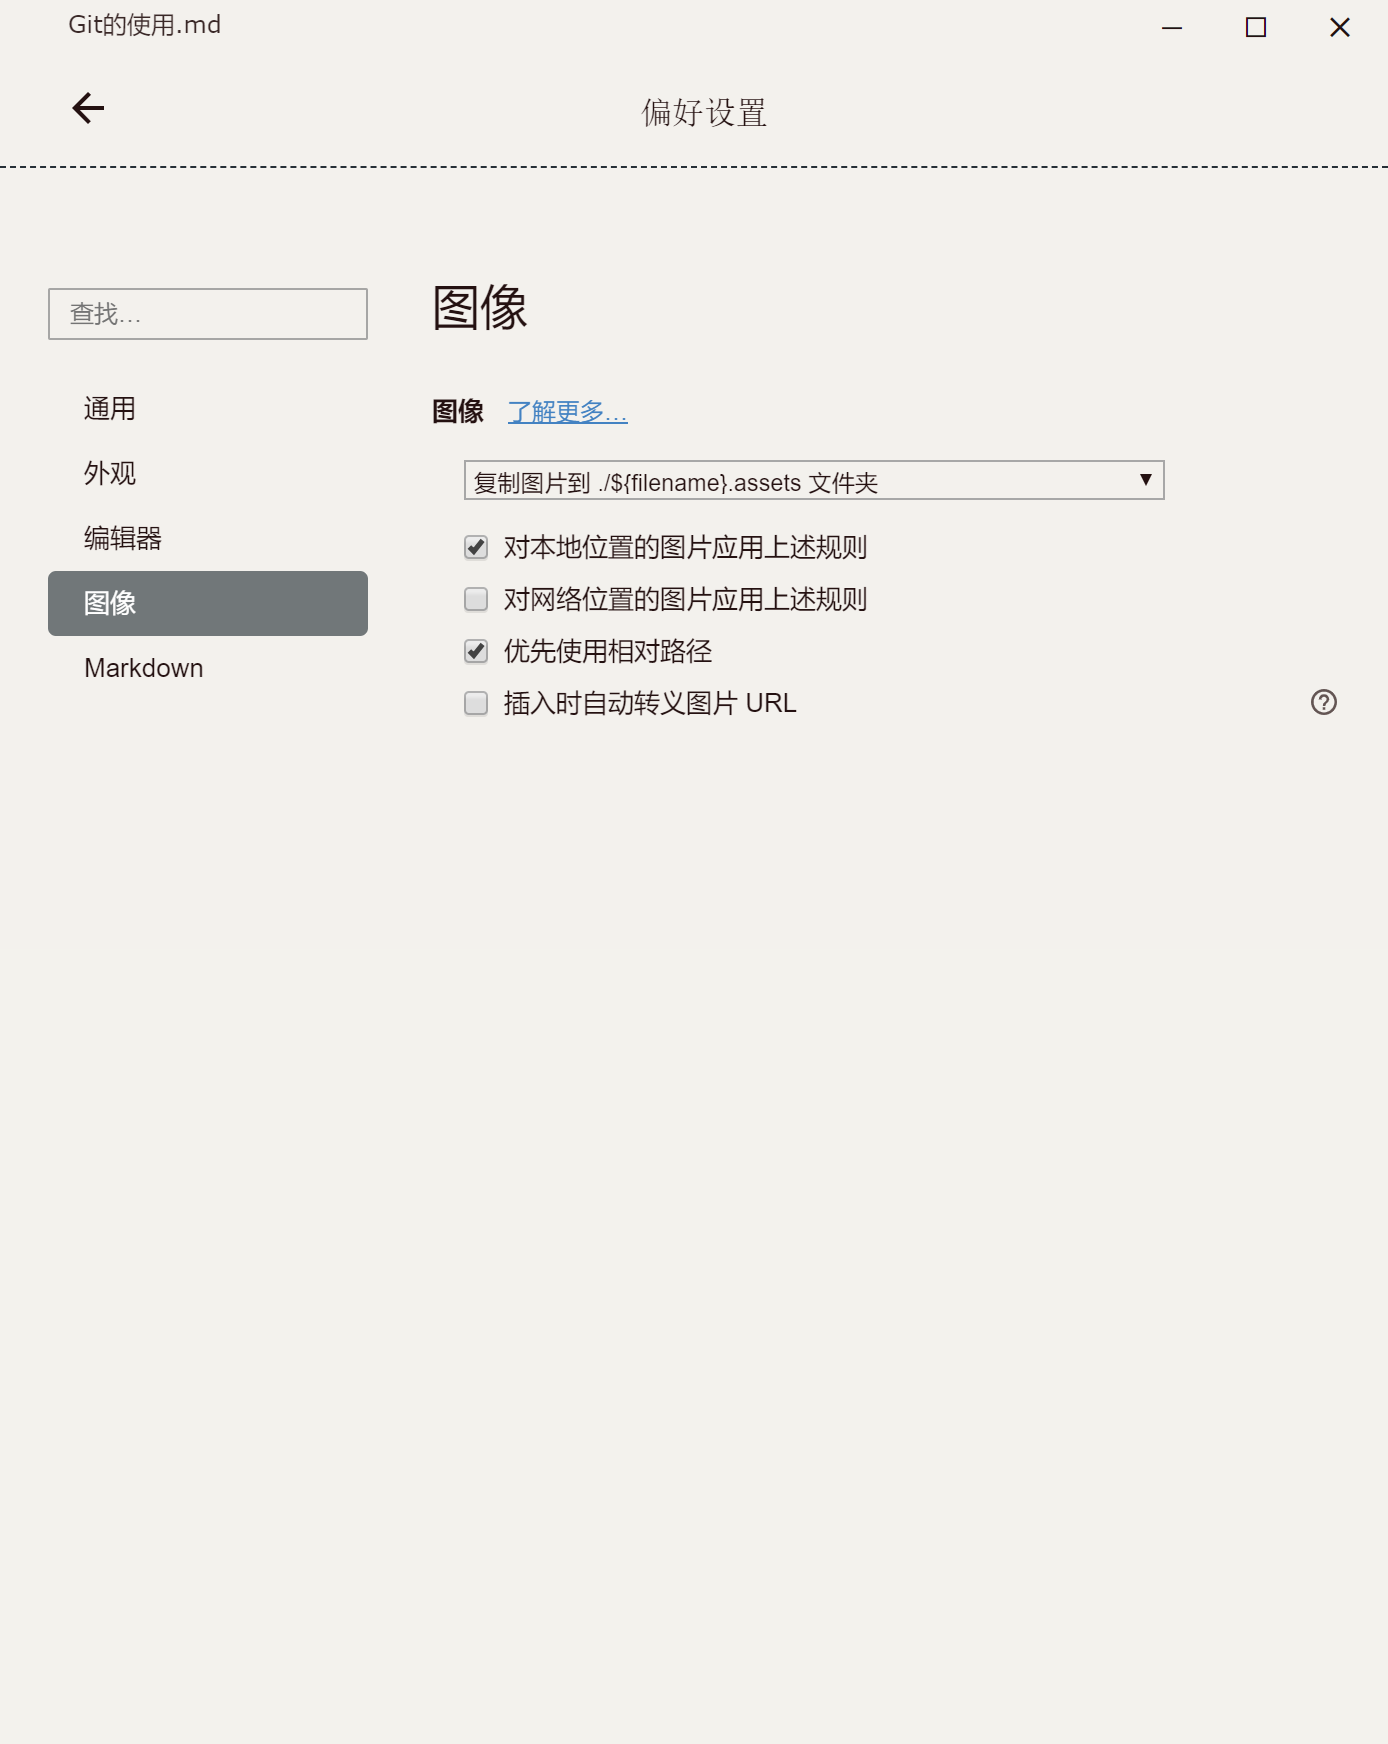 Git的使用.md
偏好设置
查找...
通用
外观
编辑器
图像
Markdown
图像
图像 了解更多...
复制图片到 ./${filename}.assets 文件夹
对本地位置的图片应用上述规则
对网络位置的图片应用上述规则
优先使用相对路径
插入时自动转义图片 URL